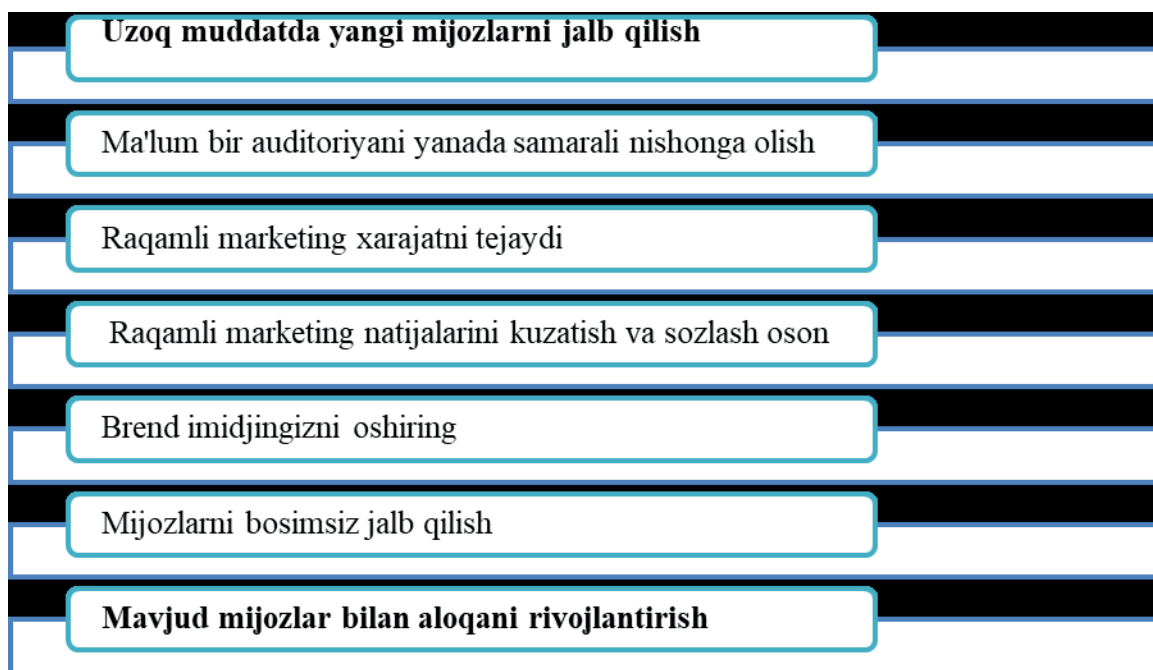 Uzoq muddatda yangi mijozlarni jalb qilish
Ma'lum bir auditoriyani yanada samarali nishonga olish
Raqamli marketing xarajatni tejaydi
Raqamli marketing natijalarini kuzatish va sozlash oson
Brend imidjingizni oshiring
Mijozlarni bosimsiz jalb qilish
Mavjud mijozlar bilan aloqani rivojlantirish